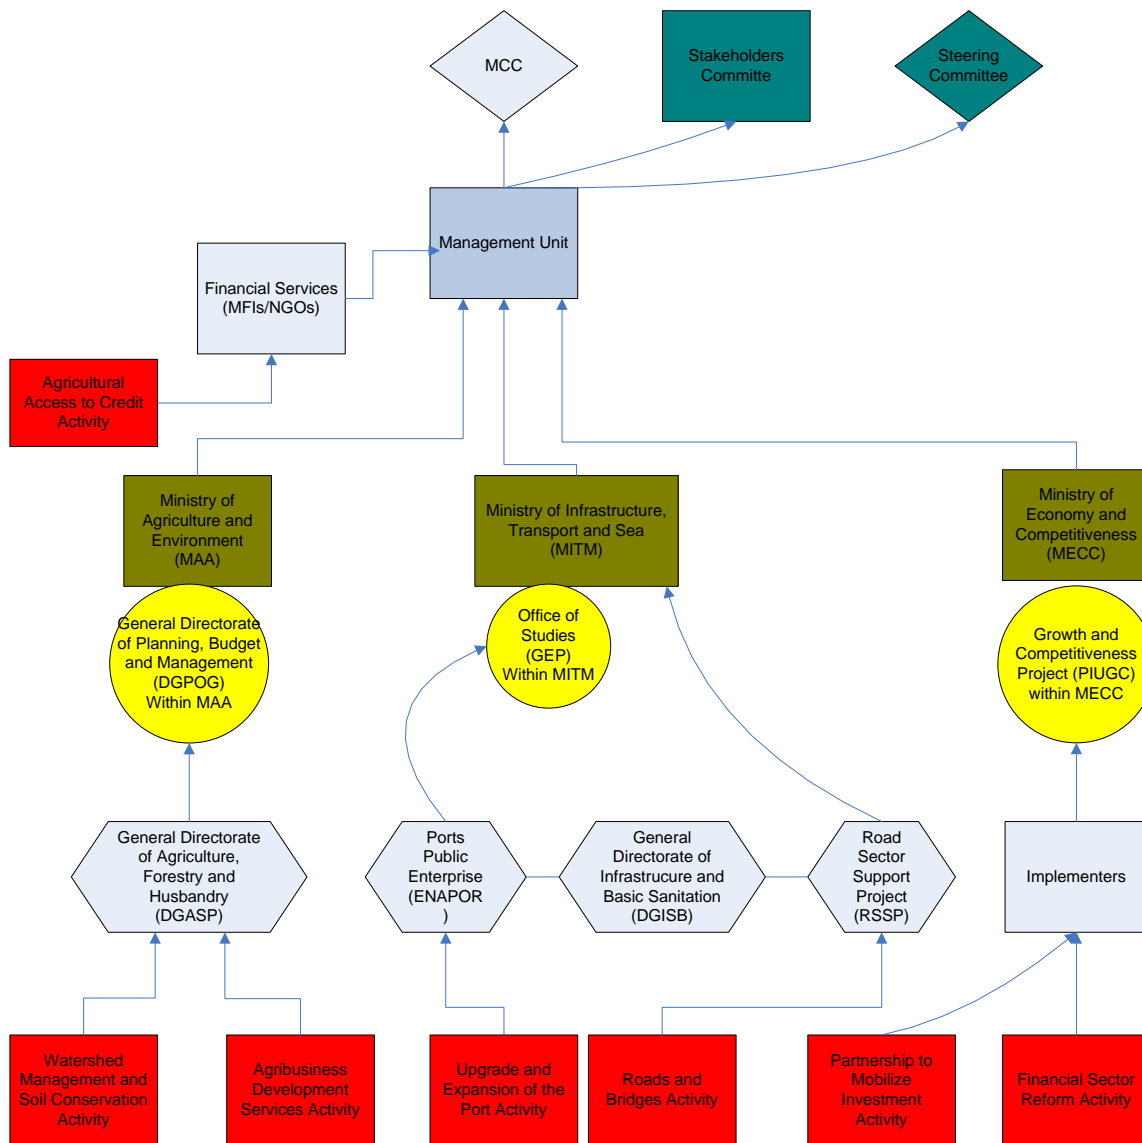 MCC
Stakeholders
Committe
Steering
Committee
Management Unit
Financial Services
(MFIs/NGOs)
Agricultural
Access to Credit
Activity
Ministry of
Agriculture and
Environment
(MAA)
Ministry of Infrastructure,
Transport and Sea
(MITM)
Ministry of
Economy and
Competitiveness
(MECC)
General Directorate
of Planning, Budget
and Management
(DGPOG)
Within MAA
Office of
Studies
(GEP)
Within MITM
Growth and
Competitiveness
Project (PIUGC)
within MECC
General Directorate
of Agriculture,
Forestry and
Husbandry
(DGASP)
Ports
Public
Enterprise
(ENAPOR
)
General
Directorate of
Infrastrucure and
Basic Sanitation
(DGISB)
Road
Sector
Support
Project
(RSSP)
Implementers
Watershed
Management and
Soil Conservation
Activity
Agribusiness
Development
Services Activity
Upgrade and
Expansion of the
Port Activity
Roads and
Bridges Activity
Partnership to
Mobilize
Investment
Activity
Financial Sector
Reform Activity